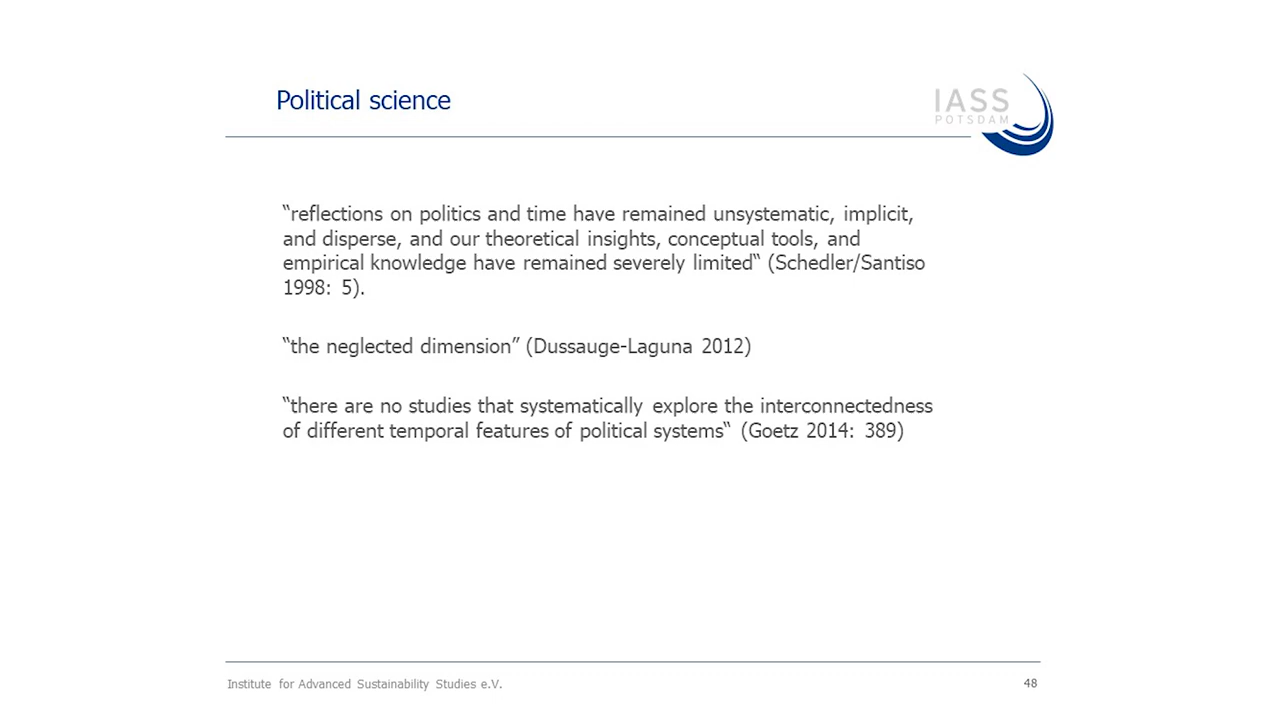 Political science
IASS
POTSDAM
“reflections on politics and time have remained unsystematic, implicit,
and disperse, and our theoretical insights, conceptual tools, and
empirical knowledge have remained severely limited“ (Schedler/Santiso
1998: 5).
“the neglected dimension” (Dussauge-Laguna 2012)
“there are no studies that systematically explore the interconnectedness
of different temporal features of political systems“ (Goetz 2014: 389)
Institute for Advanced Sustainability Studies e.V.
48